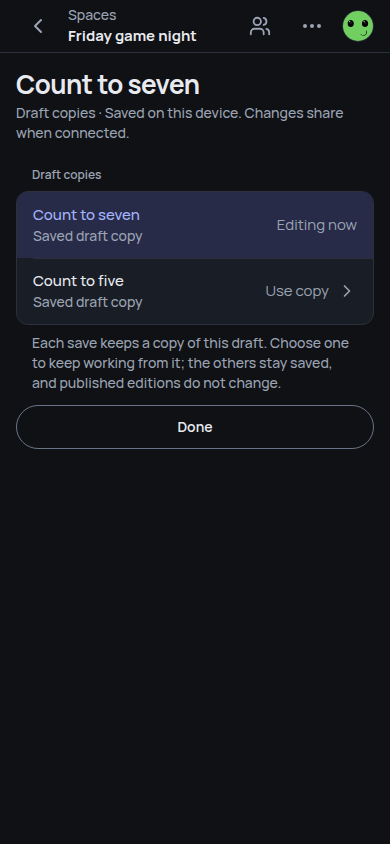 Spaces
Friday game night
Count to seven
Draft copies · Saved on this device. Changes share
when connected.
Draft copies
Count to seven
Saved draft copy
Editing now
Count to five
Saved draft copy
Use copy
Each save keeps a copy of this draft. Choose one
to keep working from it; the others stay saved,
and published editions do not change.
Done